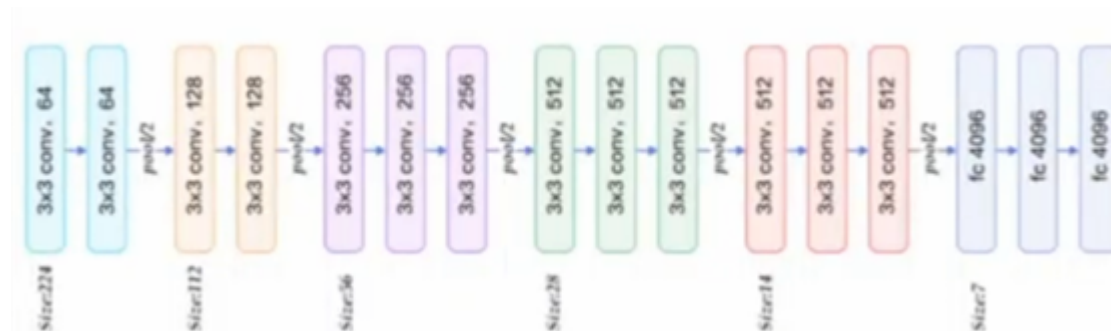 3x3 conv, 64
3x3 conv, 64
pool/2
3x3 conv, 128
3x3 conv, 128
pool/2
3x3 conv, 256
3x3 conv, 256
3x3 conv, 256
pool/2
3x3 conv, 512
3x3 conv, 512
3x3 conv, 512
pool/2
3x3 conv, 512
3x3 conv, 512
3x3 conv, 512
pool/2
fc 4096
fc 4096
fc 4096
Size:224
Size:112
Size:56
Size:28
Size:14
Size:7